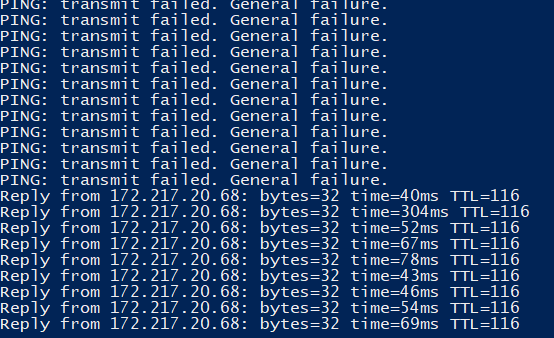 PING: transmit failed. General failure.
PING: transmit failed. General failure.
PING: transmit failed. General failure.
PING: transmit failed. General failure.
PING: transmit failed. General failure.
PING: transmit failed. General failure.
PING: transmit failed. General failure.
PING: transmit failed. General failure.
PING: transmit failed. General failure.
PING: transmit failed. General failure.
PING: transmit failed. General failure.
PING: transmit failed. General failure.
Reply from 172.217.20.68: bytes=32 time=40ms TTL=116
Reply from 172.217.20.68: bytes=32 time=304ms TTL=116
Reply from 172.217.20.68: bytes=32 time=52ms TTL=116
Reply from 172.217.20.68: bytes=32 time=67ms TTL=116
Reply from 172.217.20.68: bytes=32 time=78ms TTL=116
Reply from 172.217.20.68: bytes=32 time=43ms TTL=116
Reply from 172.217.20.68: bytes=32 time=46ms TTL=116
Reply from 172.217.20.68: bytes=32 time=54ms TTL=116
Reply from 172.217.20.68: bytes=32 time=69ms TTL=116